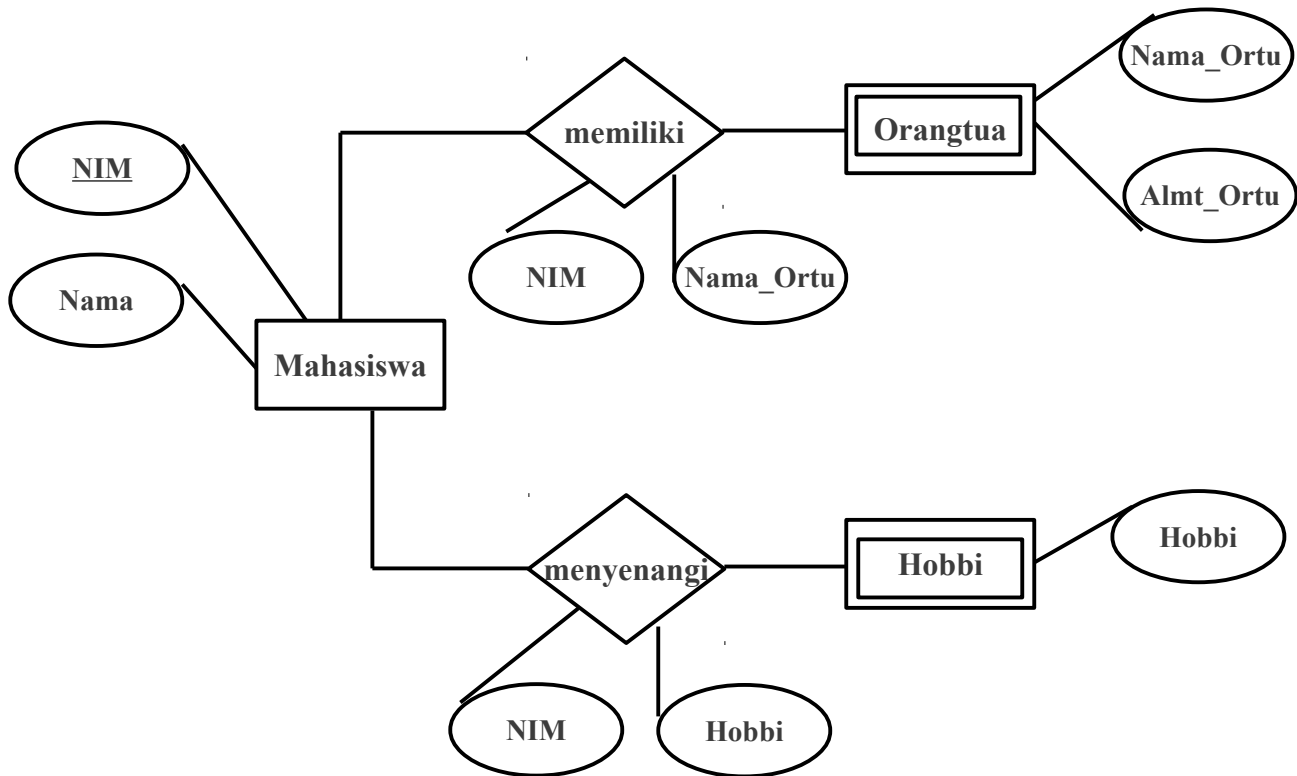 Nama_Ortu
memiliki
Orangtua
NIM
Almt_Ortu
NIM
Nama_Ortu
Nama
Mahasiswa
Hobbi
Hobbi
menyenangi
NIM
Hobbi